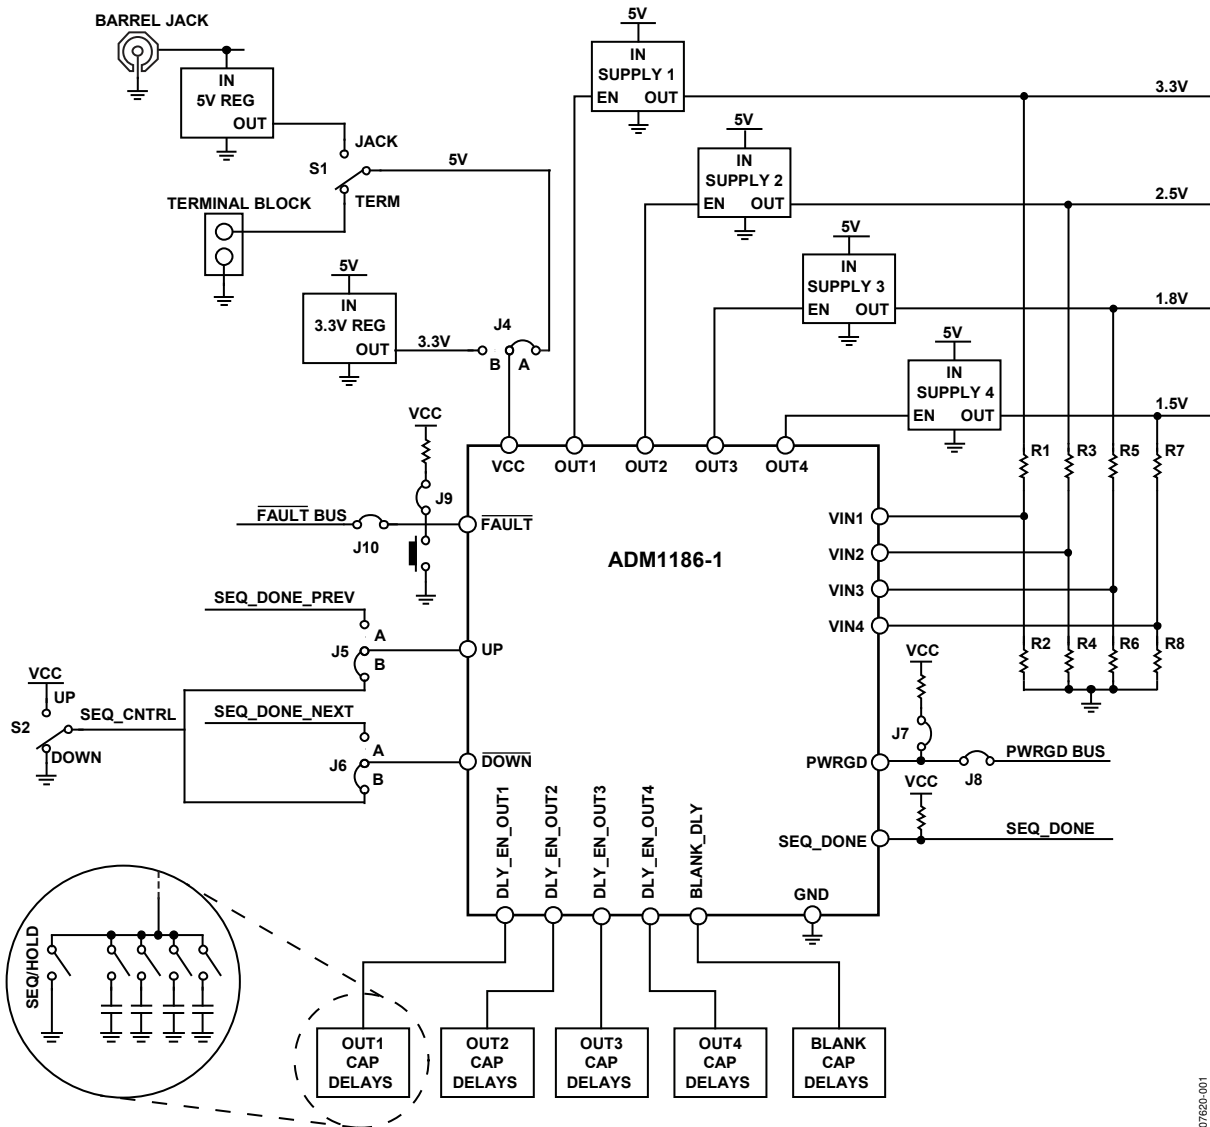 BARREL JACK
IN
5V REG
OUT
JACK
S1
TERM
5V
TERMINAL BLOCK
5V
IN
3.3V REG
OUT
3.3V
J4
B
A
5V
IN
SUPPLY 1
EN OUT
3.3V
5V
IN
SUPPLY 2
EN OUT
2.5V
5V
IN
SUPPLY 3
EN OUT
1.8V
5V
IN
SUPPLY 4
EN OUT
1.5V
VCC
J9
FAULT BUS
J10
VCC
OUT1
OUT2
OUT3
OUT4
R1
R3
R5
R7
FAULT
ADM1186-1
VIN1
VIN2
VIN3
VIN4
R2
R4
R6
R8
SEQ_DONE_PREV
A
J5
B
UP
VCC
UP
S2
SEQ_CNTRL
DOWN
SEQ_DONE_NEXT
A
J6
B
DOWN
VCC
J7
PWRGD
J8
PWRGD BUS
VCC
SEQ_DONE
SEQ_DONE
DLY_EN_OUT1
DLY_EN_OUT2
DLY_EN_OUT3
DLY_EN_OUT4
BLANK_DLY
GND
SEQ/HOLD
OUT1
CAP
DELAYS
OUT2
CAP
DELAYS
OUT3
CAP
DELAYS
OUT4
CAP
DELAYS
BLANK
CAP
DELAYS
07620-001